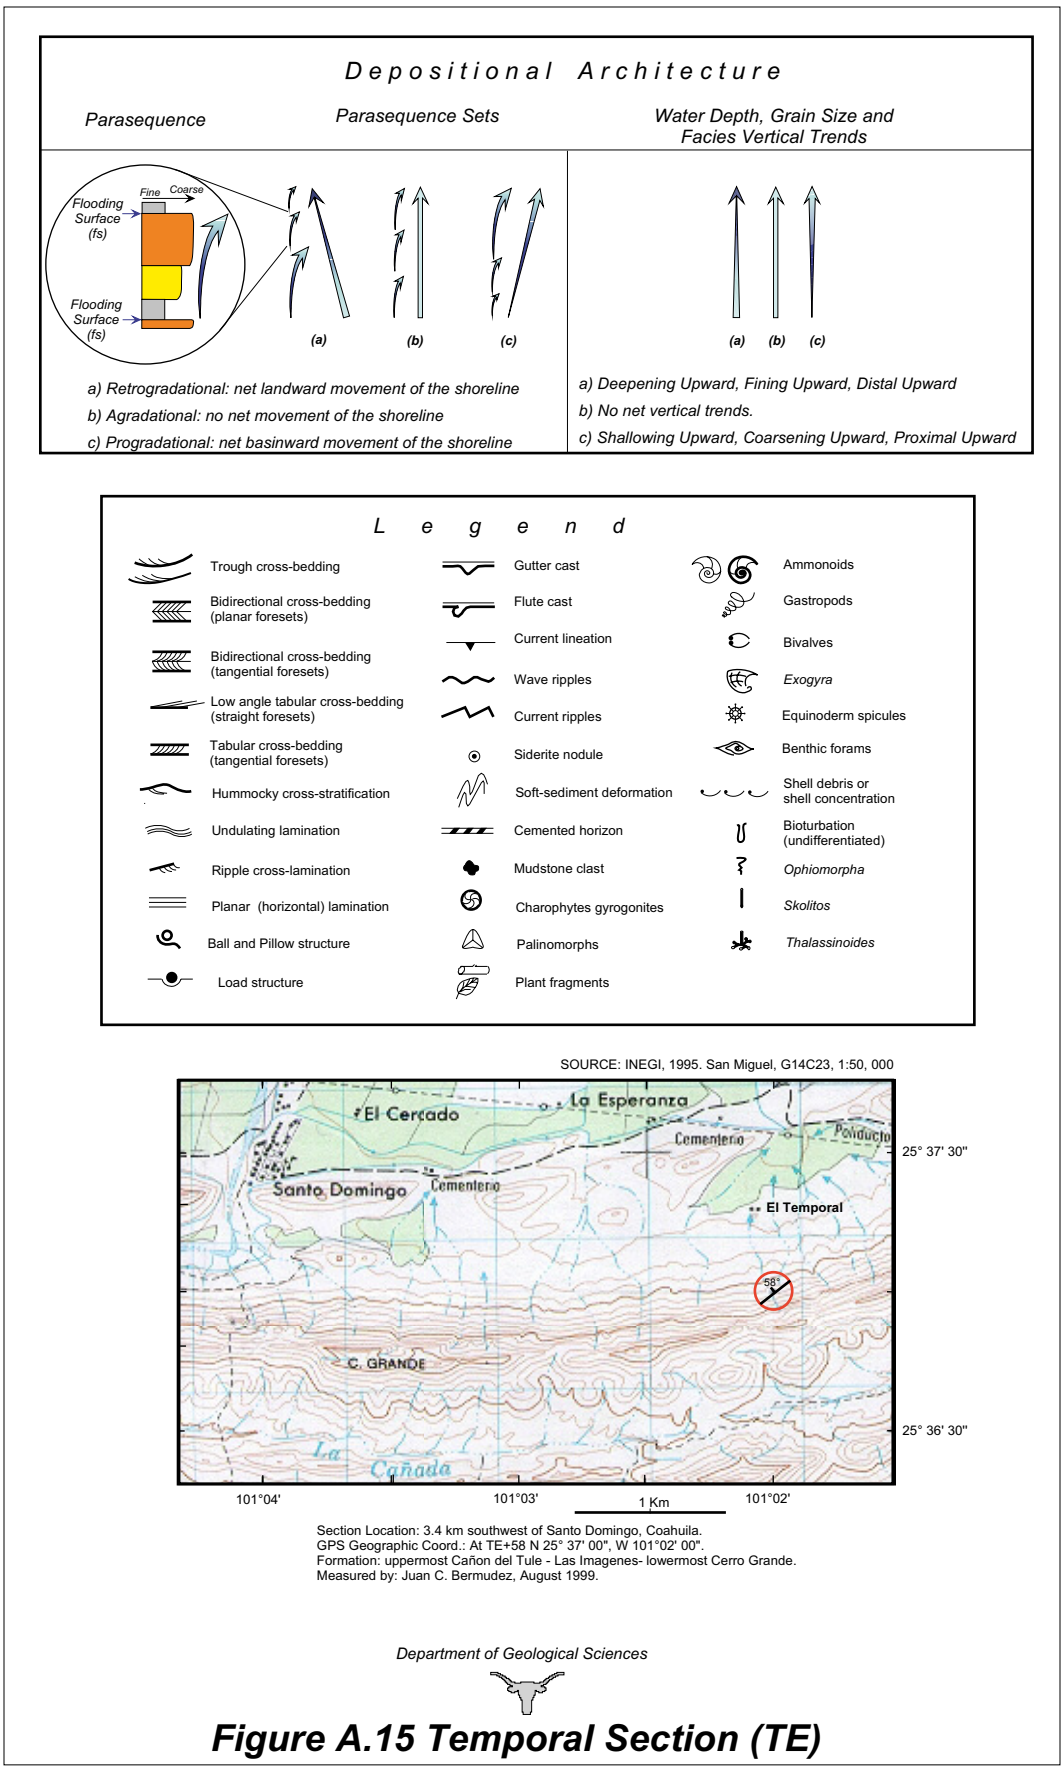 Depositional Architecture
Parasequence
Parasequence Sets
Water Depth, Grain Size and
Facies Vertical Trends
Fine Coarse
Flooding
Surface
(fs)
Flooding
Surface
(fs)
(a) (b) (c)
(a) (b) (c)
a) Retrogradational: net landward movement of the shoreline
b) Agradational: no net movement of the shoreline
c) Progradational: net basinward movement of the shoreline
a) Deepening Upward, Fining Upward, Distal Upward
b) No net vertical trends.
c) Shallowing Upward, Coarsening Upward, Proximal Upward
Legend
Trough cross-bedding
Bidirectional cross-bedding
(planar foresets)
Bidirectional cross-bedding
(tangential foresets)
Low angle tabular cross-bedding
(straight foresets)
Tabular cross-bedding
(tangential foresets)
Hummocky cross-stratification
Undulating lamination
Ripple cross-lamination
Planar (horizontal) lamination
Ball and Pillow structure
Load structure
Gutter cast
Flute cast
Current lineation
Wave ripples
Current ripples
Siderite nodule
Soft-sediment deformation
Cemented horizon
Mudstone clast
Charophytes gyrogonites
Palinomorphs
Plant fragments
Ammonoids
Gastropods
Bivalves
Exogyra
Equinoderm spicules
Benthic forams
Shell debris or
shell concentration
Bioturbation
(undifferentiated)
Ophiomorpha
Skolitos
Thalassinoides
SOURCE: INEGI, 1995. San Miguel, G14C23, 1:50, 000
El Cercado
La Esperanza
Cementerio
Poliducto
25° 37' 30"
Santo Domingo
Cementerio
El Temporal
58°
C. GRANDE
25° 36' 30"
La
Cañada
101°04'
101°03'
1 Km
101°02'
Section Location: 3.4 km southwest of Santo Domingo, Coahuila.
GPS Geographic Coord.: At TE+58 N 25° 37' 00", W 101°02' 00".
Formation: uppermost Cañon del Tule - Las Imagenes- lowermost Cerro Grande.
Measured by: Juan C. Bermudez, August 1999.
Department of Geological Sciences
Figure A.15 Temporal Section (TE)